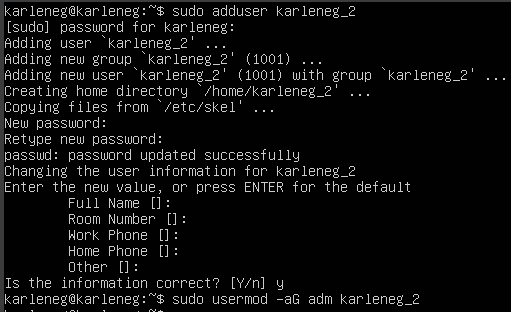 karleneg@karleneg:~$ sudo adduser karleneg_2
[sudo] password for karleneg:
Adding user `karleneg_2' ...
Adding new group `karleneg_2' (1001) ...
Adding new user `karleneg_2' (1001) with group `karleneg_2' ...
Creating home directory `/home/karleneg_2' ...
Copying files from `/etc/skel' ...
New password:
Retype new password:
passwd: password updated successfully
Changing the user information for karleneg_2
Enter the new value, or press ENTER for the default
Full Name []:
Room Number []:
Work Phone []:
Home Phone []:
Other []:
Is the information correct? [Y/n] y
karleneg@karleneg:~$ sudo usermod -aG adm karleneg_2